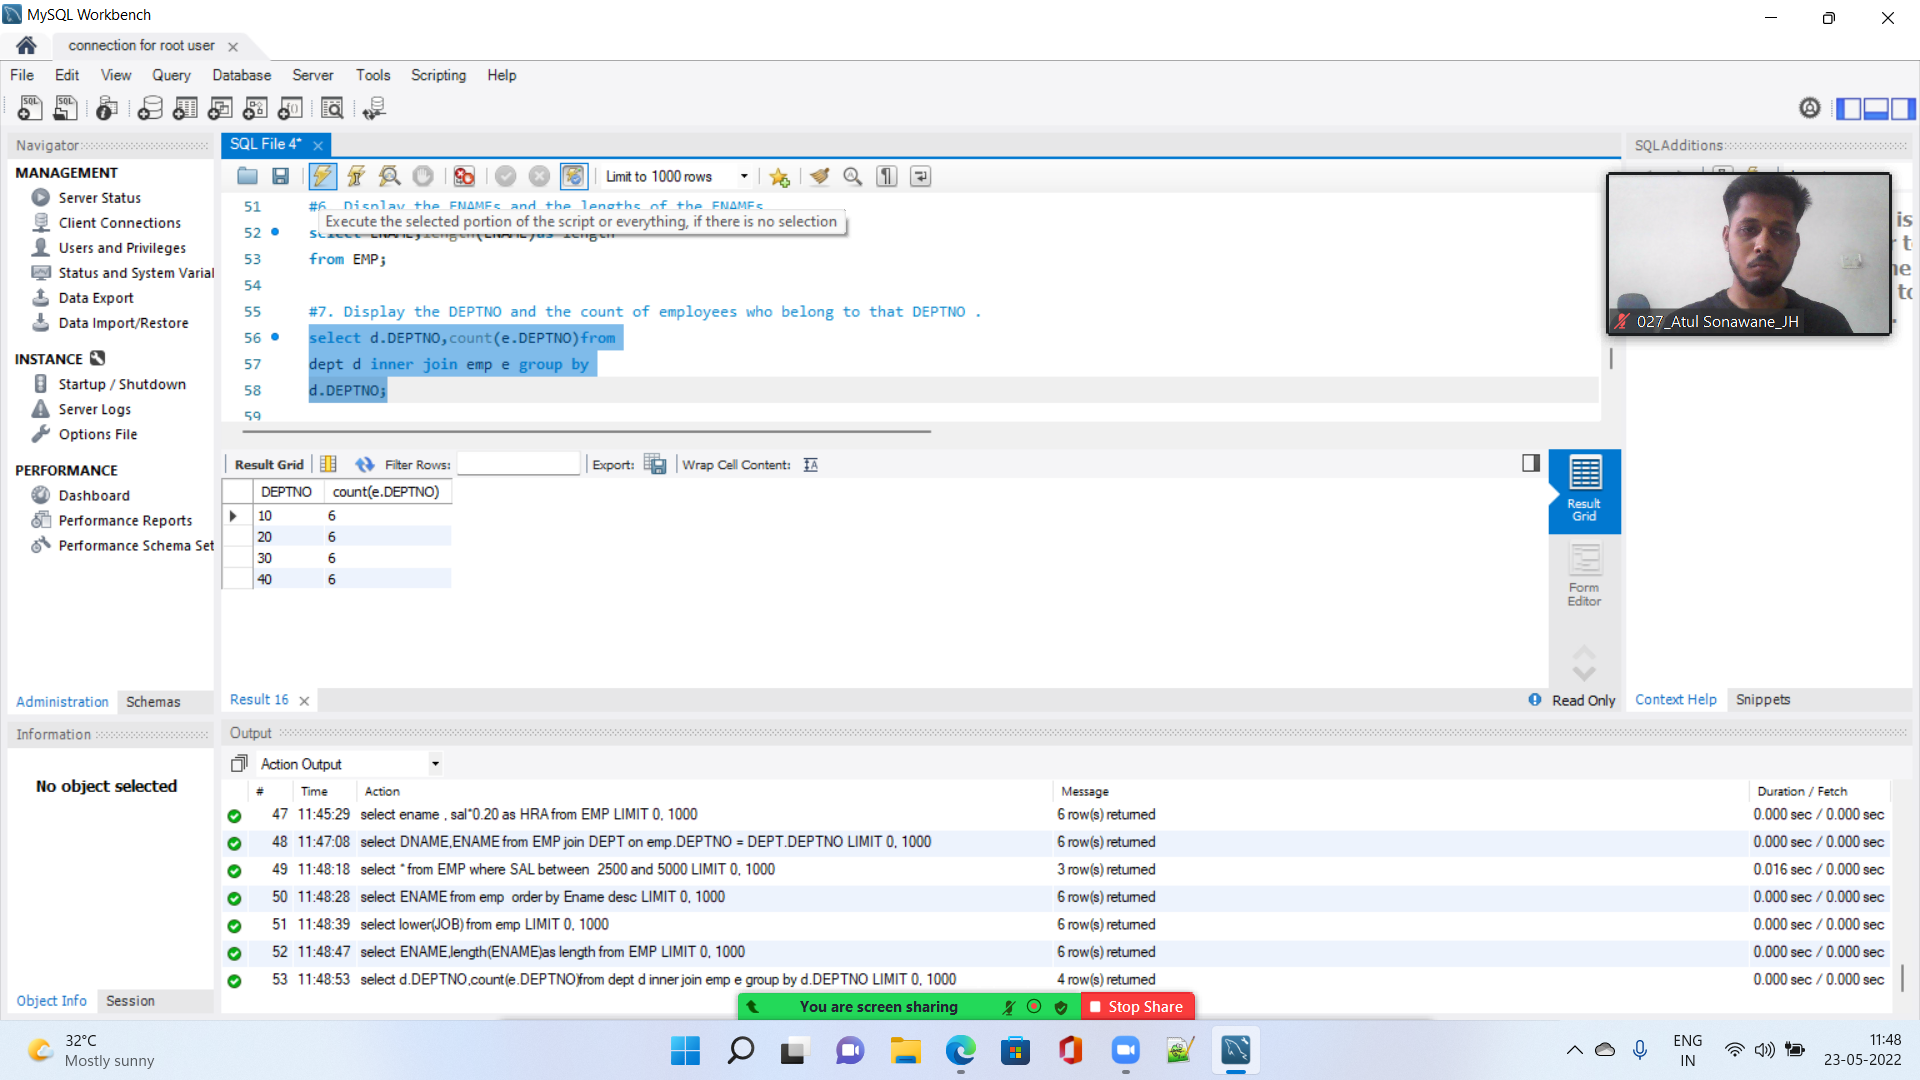 MySQL Workbench
connection for root user
File Edit View Query Database Server Tools Scripting Help
Navigator
MANAGEMENT
Server Status
Client Connections
Users and Privileges
Status and System Varial
Data Export
Data Import/Restore
INSTANCE
Startup / Shutdown
Server Logs
Options File
PERFORMANCE
Dashboard
Performance Reports
Performance Schema Set
Administration Schemas
Information
No object selected
Object Info Session
SQL File 4*
Limit to 1000 rows
51 #6. Display the ENAMEs and the lengths of the ENAMEs
Execute the selected portion of the script or everything, if there is no selection
52 select ENAME,length(ENAME)as length
53 from EMP;
54
55 #7. Display the DEPTNO and the count of employees who belong to that DEPTNO .
56 select d.DEPTNO,count(e.DEPTNO)from
57 dept d inner join emp e group by
58 d.DEPTNO;
59
Result Grid Filter Rows: Export: Wrap Cell Content:
DEPTNO count(e.DEPTNO)
10 6
20 6
30 6
40 6
Result Grid
Form Editor
Result 16
Read Only
SQLAdditions
027_Atul Sonawane_JH
Context Help Snippets
Output
Action Output
# Time Action Message Duration / Fetch
47 11:45:29 select ename , sal*0.20 as HRA from EMP LIMIT 0, 1000 6 row(s) returned 0.000 sec / 0.000 sec
48 11:47:08 select DNAME,ENAME from EMP join DEPT on emp.DEPTNO = DEPT.DEPTNO LIMIT 0, 1000 6 row(s) returned 0.000 sec / 0.000 sec
49 11:48:18 select * from EMP where SAL between  2500 and 5000 LIMIT 0, 1000 3 row(s) returned 0.016 sec / 0.000 sec
50 11:48:28 select ENAME from emp  order by Ename desc LIMIT 0, 1000 6 row(s) returned 0.000 sec / 0.000 sec
51 11:48:39 select lower(JOB) from emp LIMIT 0, 1000 6 row(s) returned 0.000 sec / 0.000 sec
52 11:48:47 select ENAME,length(ENAME)as length from EMP LIMIT 0, 1000 6 row(s) returned 0.000 sec / 0.000 sec
53 11:48:53 select d.DEPTNO,count(e.DEPTNO)from dept d inner join emp e group by d.DEPTNO LIMIT 0, 1000 4 row(s) returned 0.000 sec / 0.000 sec
You are screen sharing Stop Share
32°C
Mostly sunny
ENG
IN
11:48
23-05-2022